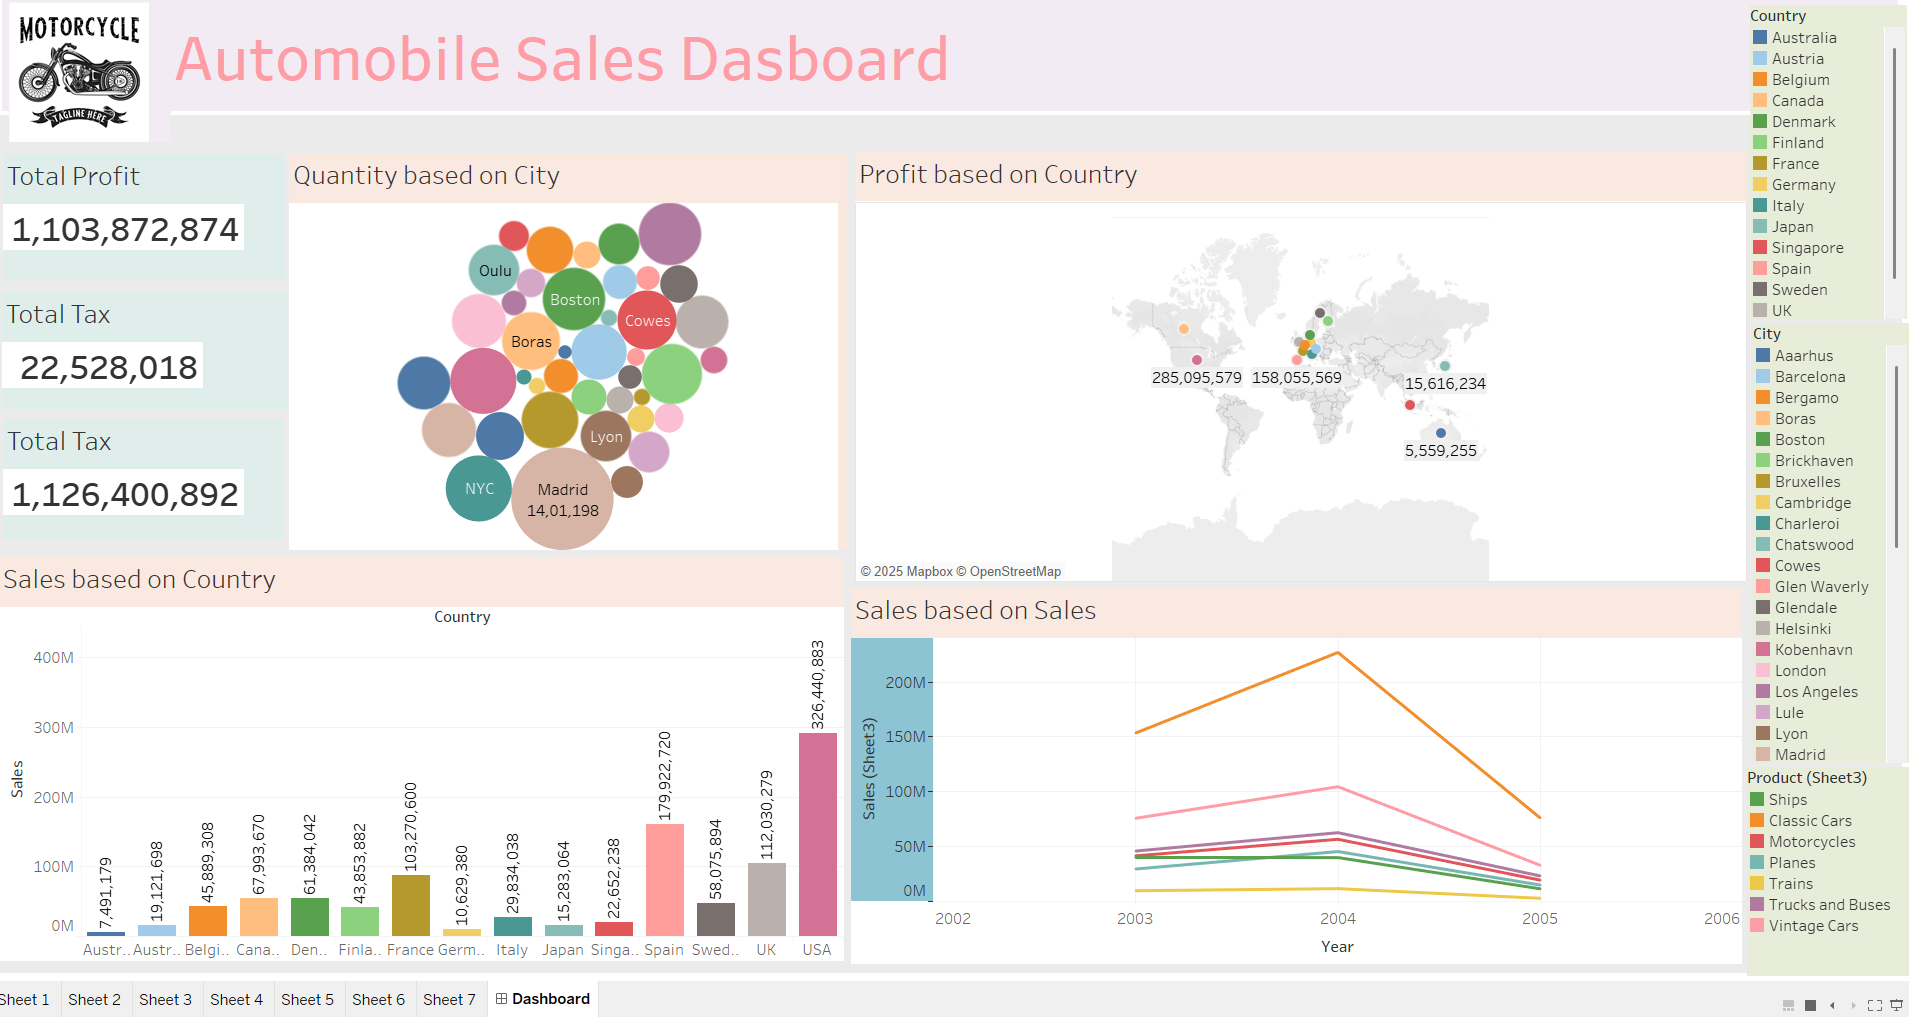 MOTORCYCLE
TAGLINE HERE
Automobile Sales Dasboard
Total Profit
1,103,872,874
Total Tax
22,528,018
Total Tax
1,126,400,892
Quantity based on City
Oulu
Boston
Cowes
Boras
Lyon
NYC
Madrid
14,01,198
Profit based on Country
285,095,579
158,055,569
15,616,234
5,559,255
© 2025 Mapbox © OpenStreetMap
Sales based on Country
Country
Sales
400M
300M
200M
100M
0M
7,491,179
19,121,698
45,889,308
67,993,670
61,384,042
43,853,882
103,270,600
10,629,380
29,834,038
15,283,064
22,652,238
179,922,720
58,075,894
112,030,279
326,440,883
Austr.. Austr.. Belgi.. Cana.. Den.. Finla.. France Germ.. Italy Japan Singa.. Spain Swed.. UK USA
Sales based on Sales
Sales (Sheet3)
200M
150M
100M
50M
0M
2002 2003 2004 2005 2006
Year
Country
Australia
Austria
Belgium
Canada
Denmark
Finland
France
Germany
Italy
Japan
Singapore
Spain
Sweden
UK
City
Aaarhus
Barcelona
Bergamo
Boras
Boston
Brickhaven
Bruxelles
Cambridge
Charleroi
Chatswood
Cowes
Glen Waverly
Glendale
Helsinki
Kobenhavn
London
Los Angeles
Lule
Lyon
Madrid
Product (Sheet3)
Ships
Classic Cars
Motorcycles
Planes
Trains
Trucks and Buses
Vintage Cars
Sheet 1 Sheet 2 Sheet 3 Sheet 4 Sheet 5 Sheet 6 Sheet 7 Dashboard